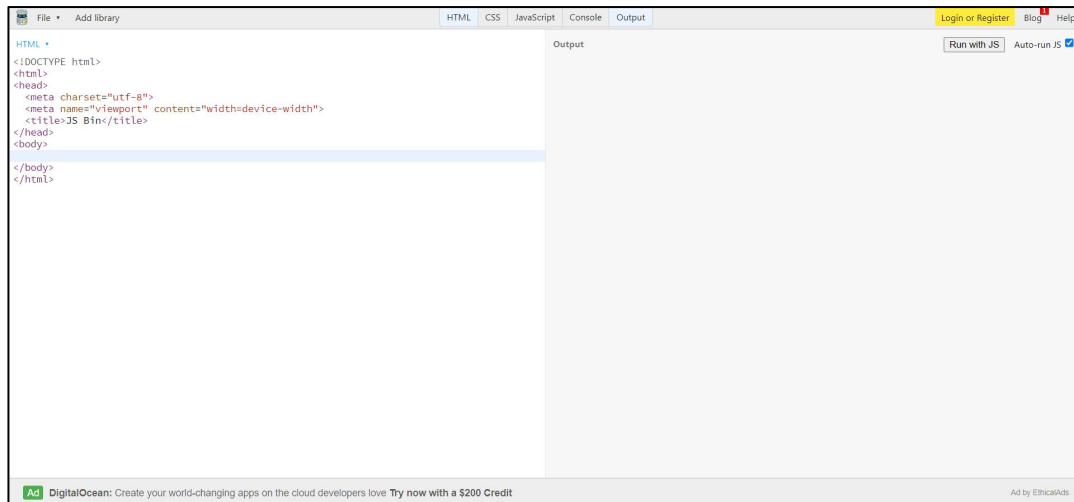 File ▾ Add library HTML CSS JavaScript Console Output Login or Register Blog 1 Help
HTML ▾ Output Run with JS Auto-run JS
<!DOCTYPE html>
<html>
<head>
<meta charset="utf-8">
<meta name="viewport" content="width=device-width">
<title>JS Bin</title>
</head>
<body>
</body>
</html>
Ad DigitalOcean: Create your world-changing apps on the cloud developers love Try now with a $200 Credit Ad by EthicalAds